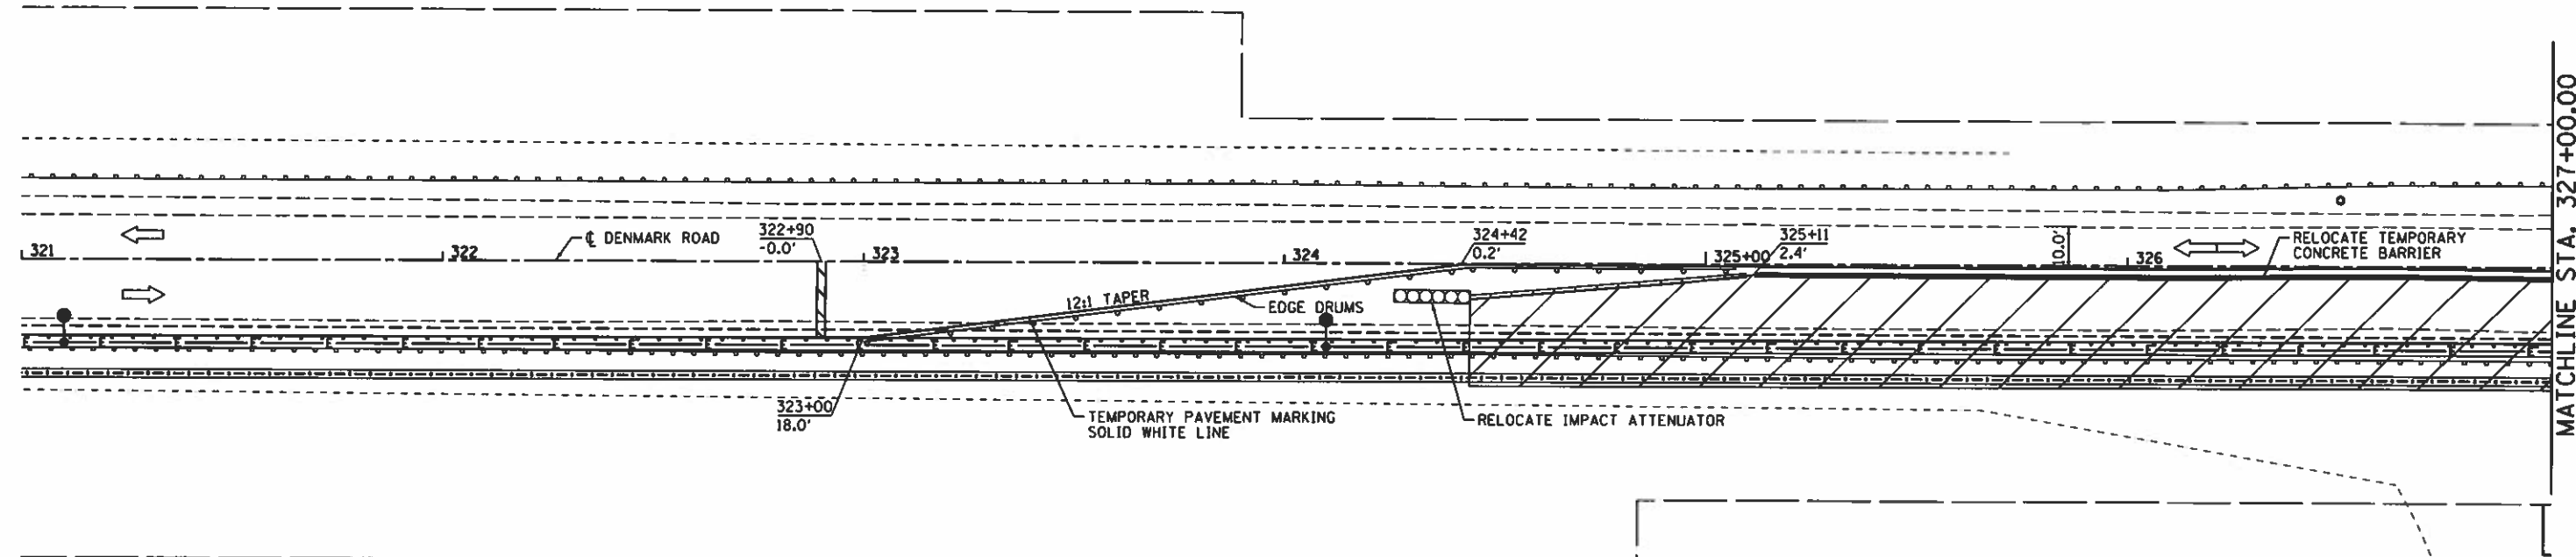 321
322
℄ DENMARK ROAD
322+90
-0.0'
323
324
324+42
0.2'
325+00
325+11
2.4'
10.0'
326
RELOCATE TEMPORARY
CONCRETE BARRIER
12:1 TAPER
EDGE DRUMS
323+00
18.0'
TEMPORARY PAVEMENT MARKING
SOLID WHITE LINE
RELOCATE IMPACT ATTENUATOR
MATCHLINE STA. 327+00.00
E E E E E E E E E E E E E E E E E E E E E E E E E E E E E E E E E E